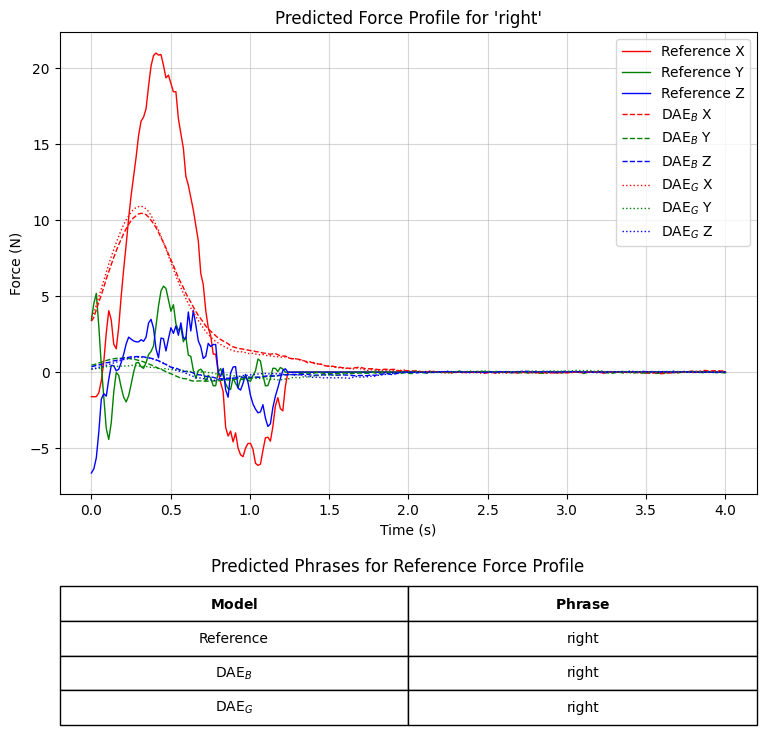 Predicted Force Profile for 'right'
Force (N)
20
15
10
5
0
−5
Reference X
Reference Y
Reference Z
DAE_B X
DAE_B Y
DAE_B Z
DAE_G X
DAE_G Y
DAE_G Z
0.0 0.5 1.0 1.5 2.0 2.5 3.0 3.5 4.0
Time (s)
Predicted Phrases for Reference Force Profile
Model Phrase
Reference right
DAE_B right
DAE_G right